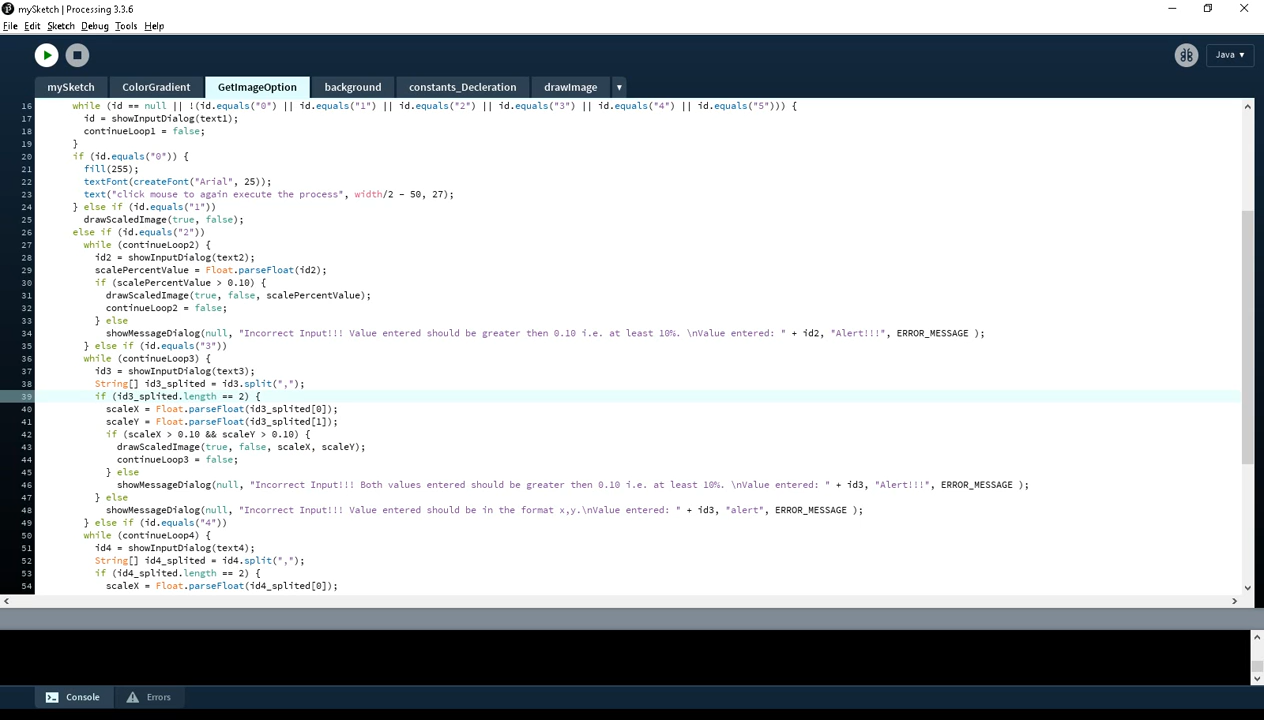 mySketch | Processing 3.3.6
File Edit Sketch Debug Tools Help
Java ▾
mySketch ColorGradient GetImageOption background constants_Decleration drawImage ▾
16 while (id == null || !(id.equals("0") || id.equals("1") || id.equals("2") || id.equals("3") || id.equals("4") || id.equals("5"))) {
17 id = showInputDialog(text1);
18 continueLoop1 = false;
19 }
20 if (id.equals("0")) {
21 fill(255);
22 textFont(createFont("Arial", 25));
23 text("click mouse to again execute the process", width/2 - 50, 27);
24 } else if (id.equals("1"))
25 drawScaledImage(true, false);
26 else if (id.equals("2"))
27 while (continueLoop2) {
28 id2 = showInputDialog(text2);
29 scalePercentValue = Float.parseFloat(id2);
30 if (scalePercentValue > 0.10) {
31 drawScaledImage(true, false, scalePercentValue);
32 continueLoop2 = false;
33 } else
34 showMessageDialog(null, "Incorrect Input!!! Value entered should be greater then 0.10 i.e. at least 10%. \nValue entered: " + id2, "Alert!!!", ERROR_MESSAGE );
35 } else if (id.equals("3"))
36 while (continueLoop3) {
37 id3 = showInputDialog(text3);
38 String[] id3_splited = id3.split(",");
39 if (id3_splited.length == 2) {
40 scaleX = Float.parseFloat(id3_splited[0]);
41 scaleY = Float.parseFloat(id3_splited[1]);
42 if (scaleX > 0.10 && scaleY > 0.10) {
43 drawScaledImage(true, false, scaleX, scaleY);
44 continueLoop3 = false;
45 } else
46 showMessageDialog(null, "Incorrect Input!!! Both values entered should be greater then 0.10 i.e. at least 10%. \nValue entered: " + id3, "Alert!!!", ERROR_MESSAGE );
47 } else
48 showMessageDialog(null, "Incorrect Input!!! Value entered should be in the format x,y.\nValue entered: " + id3, "alert", ERROR_MESSAGE );
49 } else if (id.equals("4"))
50 while (continueLoop4) {
51 id4 = showInputDialog(text4);
52 String[] id4_splited = id4.split(",");
53 if (id4_splited.length == 2) {
54 scaleX = Float.parseFloat(id4_splited[0]);
Console Errors